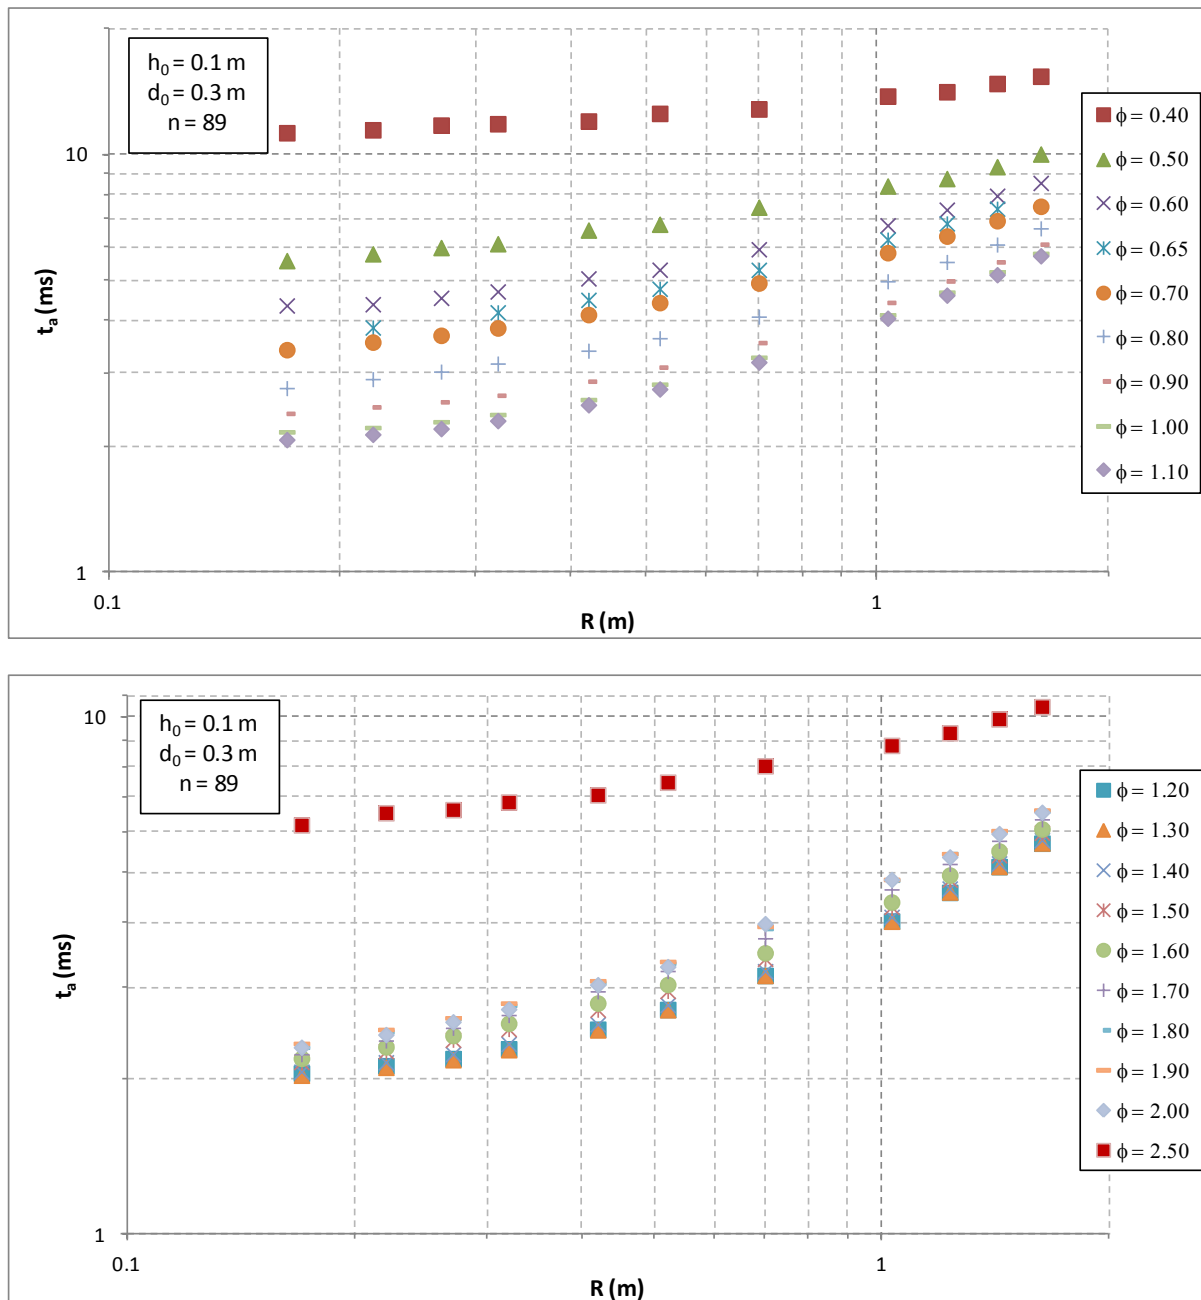 h₀ = 0.1 m
d₀ = 0.3 m
n = 89
10
1
tₐ (ms)
0.1
1
R (m)
ϕ = 0.40
ϕ = 0.50
ϕ = 0.60
ϕ = 0.65
ϕ = 0.70
ϕ = 0.80
ϕ = 0.90
ϕ = 1.00
ϕ = 1.10
h₀ = 0.1 m
d₀ = 0.3 m
n = 89
10
1
tₐ (ms)
0.1
1
R (m)
ϕ = 1.20
ϕ = 1.30
ϕ = 1.40
ϕ = 1.50
ϕ = 1.60
ϕ = 1.70
ϕ = 1.80
ϕ = 1.90
ϕ = 2.00
ϕ = 2.50